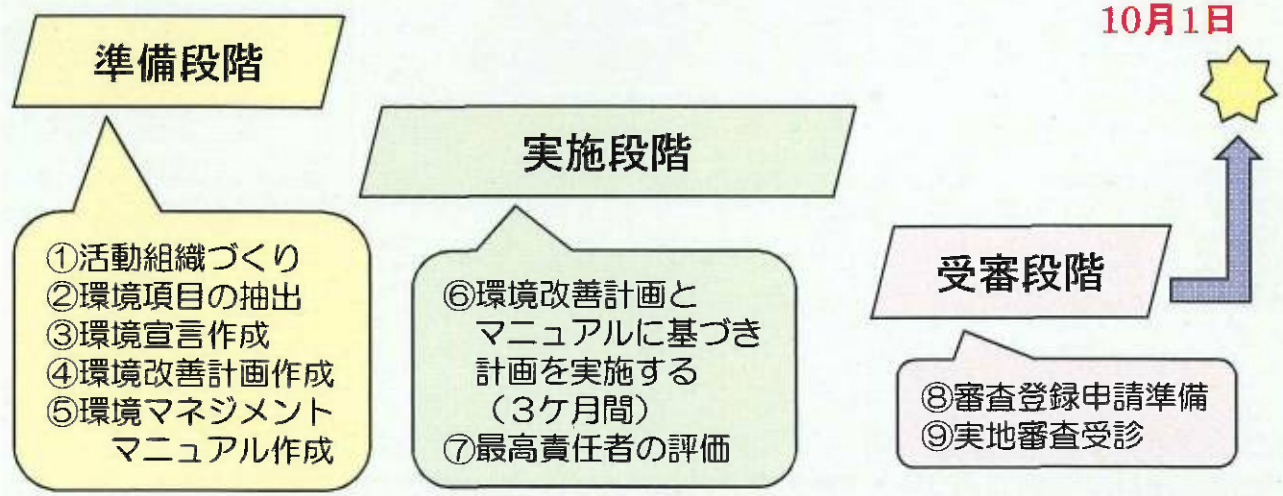 10月1日
準備段階
①活動組織づくり
②環境項目の抽出
③環境宣言作成
④環境改善計画作成
⑤環境マネジメント
マニュアル作成
実施段階
⑥環境改善計画と
マニュアルに基づき
計画を実施する
（３ケ月間）
⑦最高責任者の評価
受審段階
⑧審査登録申請準備
⑨実地審査受診